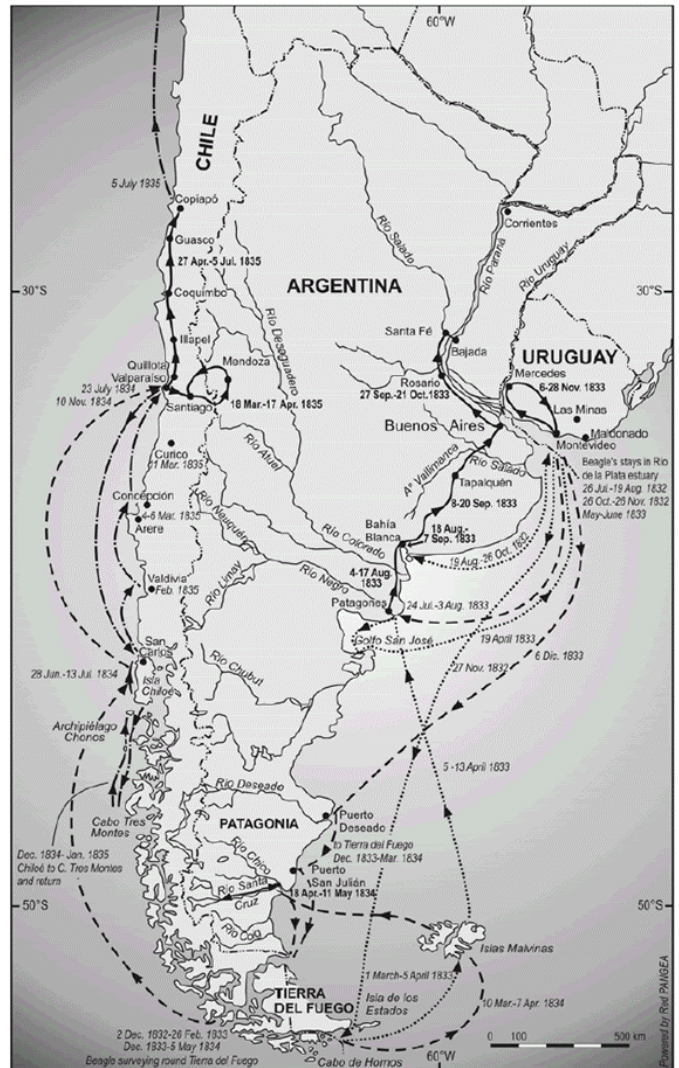 60°W
CHILE
5 July 1835
Copiapó
Corrientes
Río Salado
Río Paraná
Río Uruguay
Guasco
27 Apr.-5 Jul. 1835
30°S
30°S
ARGENTINA
Coquimbo
Río Desaguadero
Illapel
Santa Fé
Bajada
URUGUAY
Quillota
Mendoza
Mercedes
Valparaíso
Rosario
6-28 Nov. 1833
23 July 1834
27 Sep.-21 Oct.1833
Las Minas
10 Nov. 1834
Santiago
18 Mar.-17 Apr. 1835
Buenos Aires
Maldonado
Montevideo
Curico
1 Mar. 1835
Río Atuel
Aº Vallimanca
Río Salado
Beagle's stays in Rio
de la Plata estuary
26 Jul.-19 Aug. 1832
26 Oct.-26 Nov. 1832
May-June 1833
Tapalquén
8-20 Sep. 1833
Concepción
4-6 Mar. 1835
Arere
Río Neuquén
Río Colorado
Bahía
Blanca
18 Aug.-
7 Sep. 1833
19 Aug.-26 Oct. 1832
Valdivia
Feb. 1835
Río Limay
Río Negro
4-17 Aug.
1833
Patagones
24 Jul.-3 Aug. 1833
San
Carlos
Golfo San José
19 April 1833
28 Jun.-13 Jul. 1834
Isla
Chiloé
Río Chubut
27 Nov. 1832
6 Dic. 1833
Archipiélago
Chonos
5 -13 April 1833
Río Deseado
Cabo Tres
Montes
PATAGONIA
Puerto
Deseado
Dec. 1834- Jan. 1835
Chiloé to C. Tres Montes
and return
to Tierra del Fuego
Dec. 1833-Mar. 1834
Río Chico
Puerto
San Julián
Río Santa
Cruz
18 Apr.-11 May 1834
50°S
50°S
Río Coq
Islas Malvinas
1 March-5 April 1833
Isla de los
Estados
10 Mar.-7 Apr. 1834
TIERRA
DEL FUEGO
2 Dec. 1832-26 Feb. 1833
Dec. 1933-5 May 1834
Beagle surveying round Tierra del Fuego
Cabo de Hornos
60°W
0 100 500 km
Powered by Red PANGEA